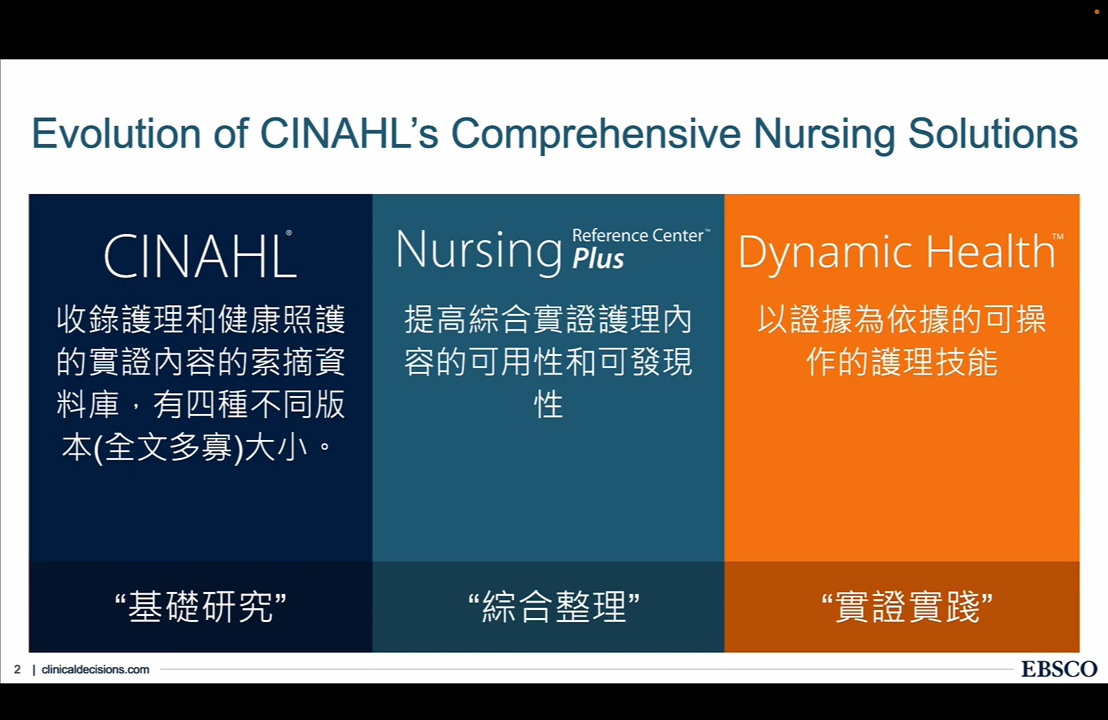 Evolution of CINAHL’s Comprehensive Nursing Solutions
CINAHL®
收錄護理和健康照護
的實證內容的索摘資
料庫，有四種不同版
本(全文多寡)大小。
“基礎研究”
Nursing Reference Center™ Plus
提高綜合實證護理內
容的可用性和可發現
性
“綜合整理”
Dynamic Health™
以證據為依據的可操
作的護理技能
“實證實踐”
2 | clinicaldecisions.com
EBSCO